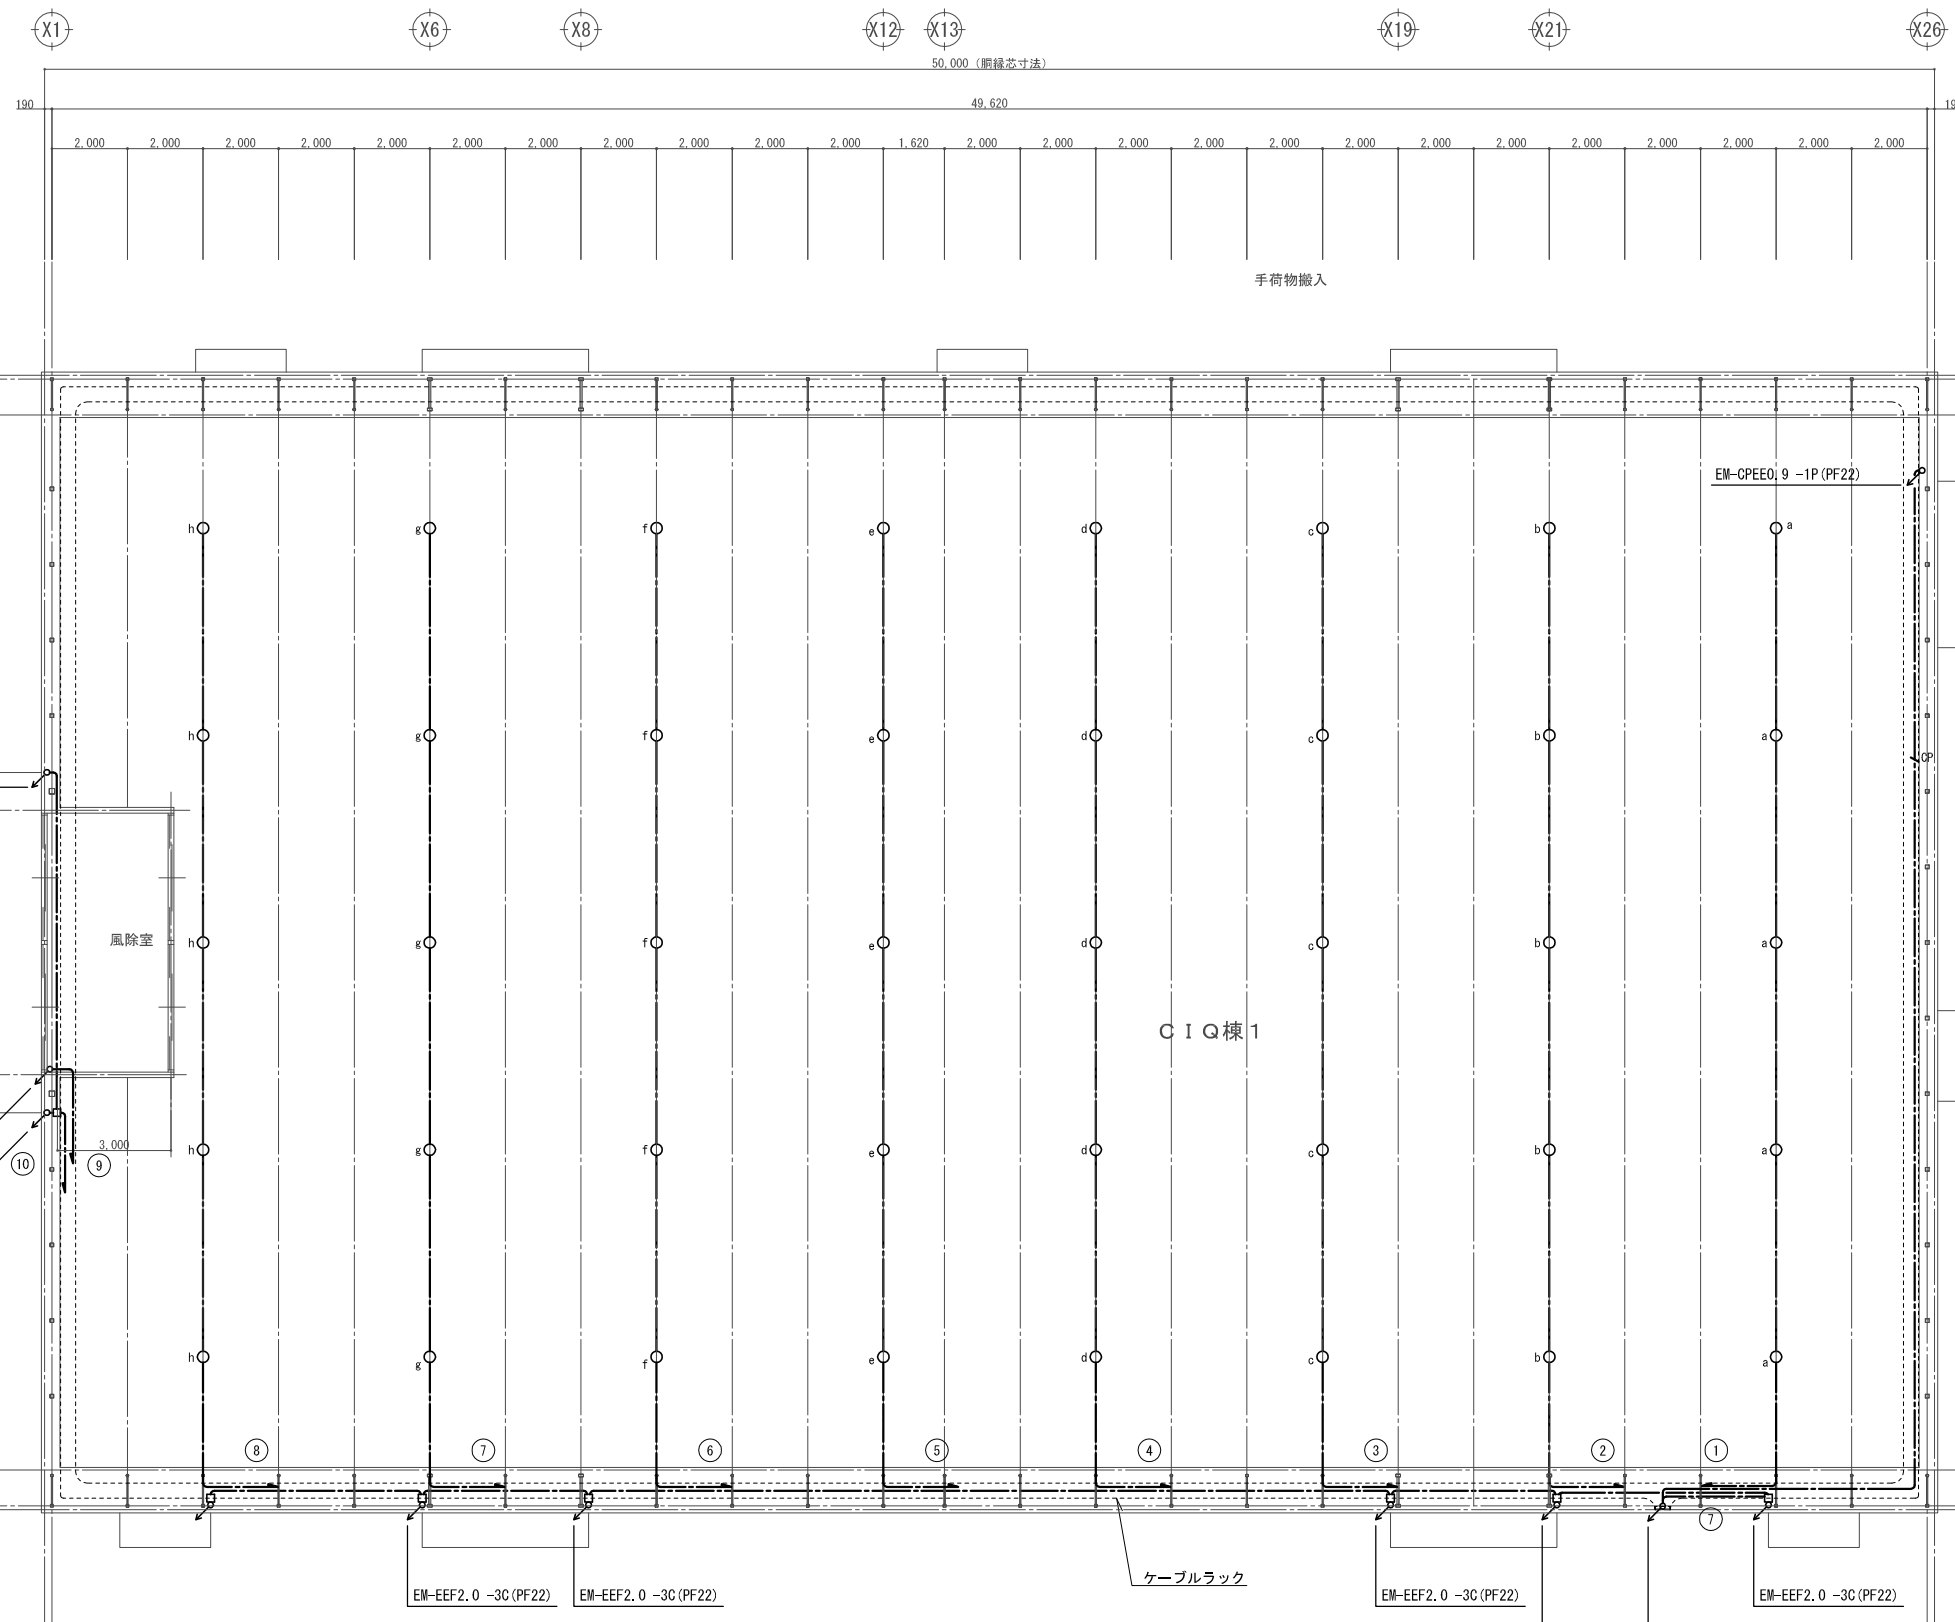 X1 X6 X8 X12 X13 X19 X21 X26
50,000 (胴縁芯寸法)
190 49,620 19
2,000 2,000 2,000 2,000 2,000 2,000 2,000 2,000 2,000 2,000 2,000 1,620 2,000 2,000 2,000 2,000 2,000 2,000 2,000 2,000 2,000 2,000 2,000 2,000 2,000
手荷物搬入
EM-CPEE0.9 -1P(PF22)
h g f e d c b a
h g f e d c b a
CP
風除室
h g f e d c b a
CIQ棟1
3,000
h g f e d c b a
⑩ ⑨
h g f e d c b a
⑧ ⑦ ⑥ ⑤ ④ ③ ② ①
⑦
ケーブルラック
EM-EEF2.0 -3C(PF22) EM-EEF2.0 -3C(PF22) EM-EEF2.0 -3C(PF22) EM-EEF2.0 -3C(PF22)